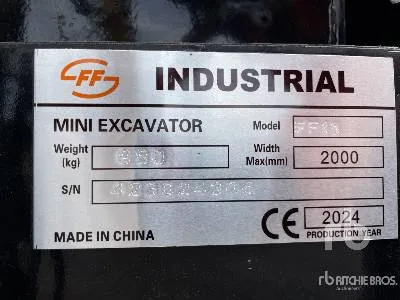 FF INDUSTRIAL
MINI EXCAVATOR Model
Weight (kg) Width Max(mm) 2000
S/N
CE 2024
MADE IN CHINA PRODUCTION YEAR
RITCHIE BROS.